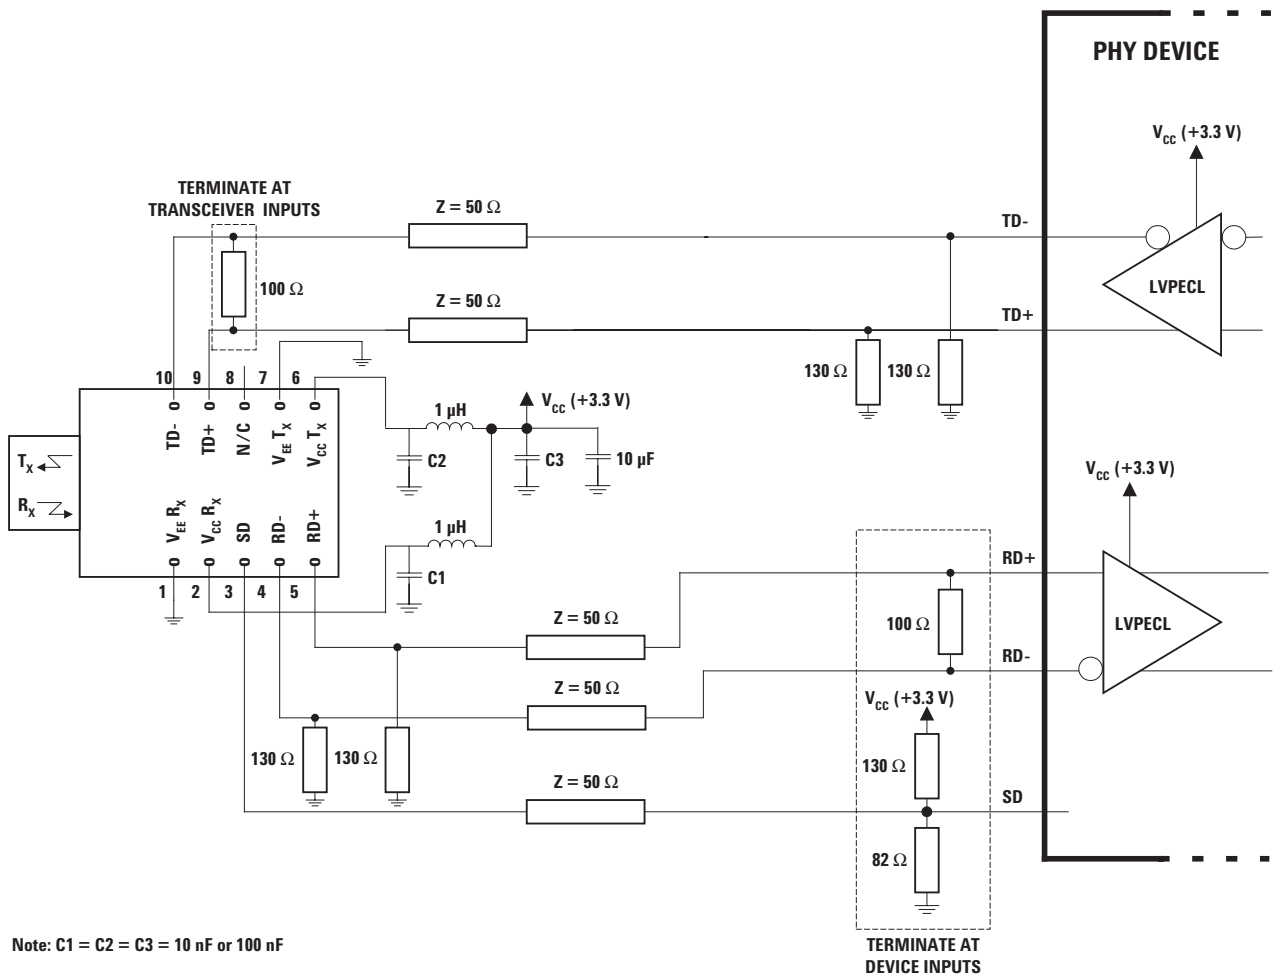 PHY DEVICE
V_CC (+3.3 V)
TERMINATE AT
TRANSCEIVER INPUTS
Z = 50 Ω
TD-
LVPECL
100 Ω
Z = 50 Ω
TD+
130 Ω
130 Ω
10
9
8
7
6
TD-
TD+
N/C
V_EE T_X
V_CC T_X
1 µH
V_CC (+3.3 V)
C2
C3
10 µF
T_X
R_X
V_EE R_X
V_CC R_X
SD
RD-
RD+
1 µH
C1
1
2
3
4
5
V_CC (+3.3 V)
RD+
LVPECL
100 Ω
RD-
Z = 50 Ω
Z = 50 Ω
V_CC (+3.3 V)
130 Ω
130 Ω
130 Ω
Z = 50 Ω
SD
82 Ω
Note: C1 = C2 = C3 = 10 nF or 100 nF
TERMINATE AT
DEVICE INPUTS